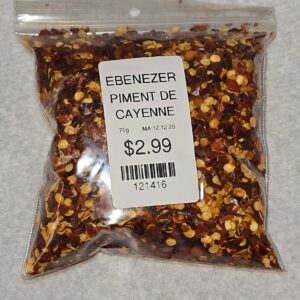 EBENEZER
PIMENT DE
CAYENNE
75g MA:12.12.25
$2.99
121416